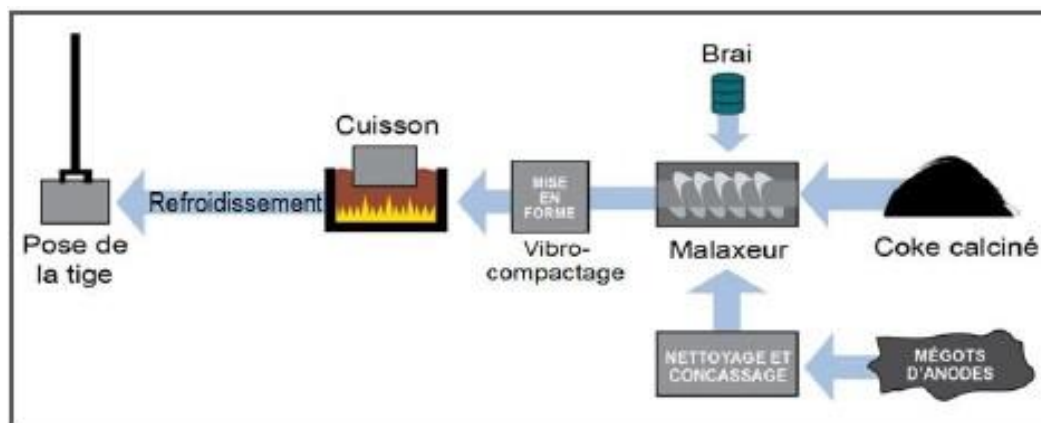 Brai
Cuisson
Refroidissement
MISE
EN
FORME
Pose de
la tige
Vibro-
compactage
Malaxeur
Coke calciné
NETTOYAGE ET
CONCASSAGE
MÉGOTS
D'ANODES